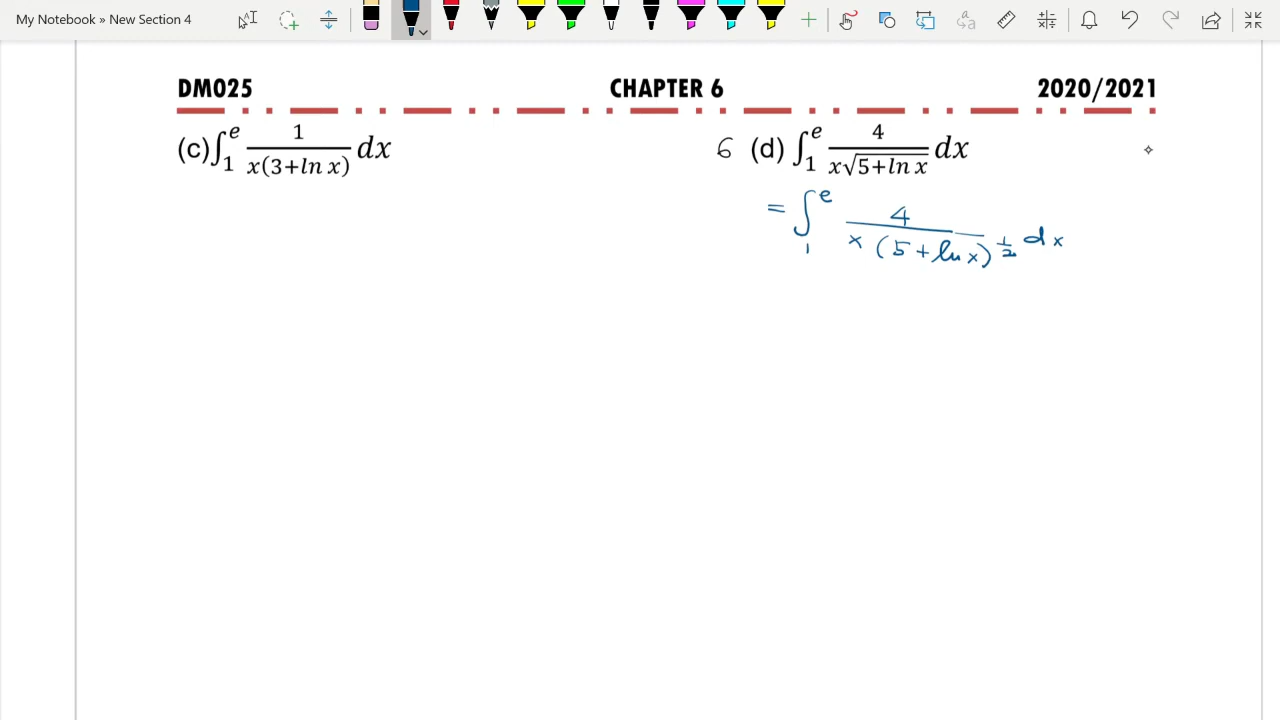 My Notebook » New Section 4
DM025 CHAPTER 6 2020/2021
(c) ∫₁ᵉ 1/(x(3+ln x)) dx
6 (d) ∫₁ᵉ 4/(x√(5+ln x)) dx
= ∫₁ᵉ 4/(x (5+ln x)^(1/2)) dx